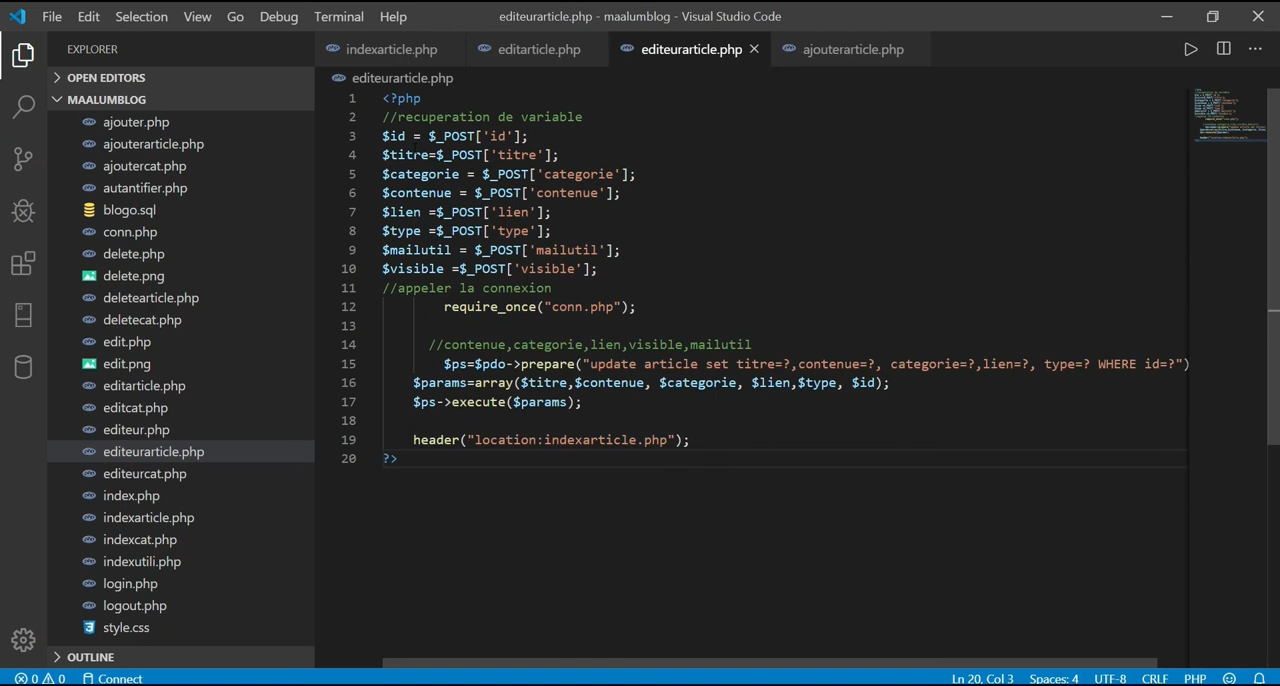 File Edit Selection View Go Debug Terminal Help
editeurarticle.php - maalumblog - Visual Studio Code
EXPLORER
OPEN EDITORS
MAALUMBLOG
ajouter.php
ajouterarticle.php
ajoutercat.php
autantifier.php
blogo.sql
conn.php
delete.php
delete.png
deletearticle.php
deletecat.php
edit.php
edit.png
editarticle.php
editcat.php
editeur.php
editeurarticle.php
editeurcat.php
index.php
indexarticle.php
indexcat.php
indexutili.php
login.php
logout.php
style.css
OUTLINE
indexarticle.php editarticle.php editeurarticle.php ajouterarticle.php
editeurarticle.php
1 <?php
2 //recuperation de variable
3 $id = $_POST['id'];
4 $titre=$_POST['titre'];
5 $categorie = $_POST['categorie'];
6 $contenue = $_POST['contenue'];
7 $lien =$_POST['lien'];
8 $type =$_POST['type'];
9 $mailutil = $_POST['mailutil'];
10 $visible =$_POST['visible'];
11 //appeler la connexion
12 require_once("conn.php");
13
14 //contenue,categorie,lien,visible,mailutil
15 $ps=$pdo->prepare("update article set titre=?,contenue=?, categorie=?,lien=?, type=? WHERE id=?")
16 $params=array($titre,$contenue, $categorie, $lien,$type, $id);
17 $ps->execute($params);
18
19 header("location:indexarticle.php");
20 ?>
0 0 Connect
Ln 20, Col 3 Spaces: 4 UTF-8 CRLF PHP